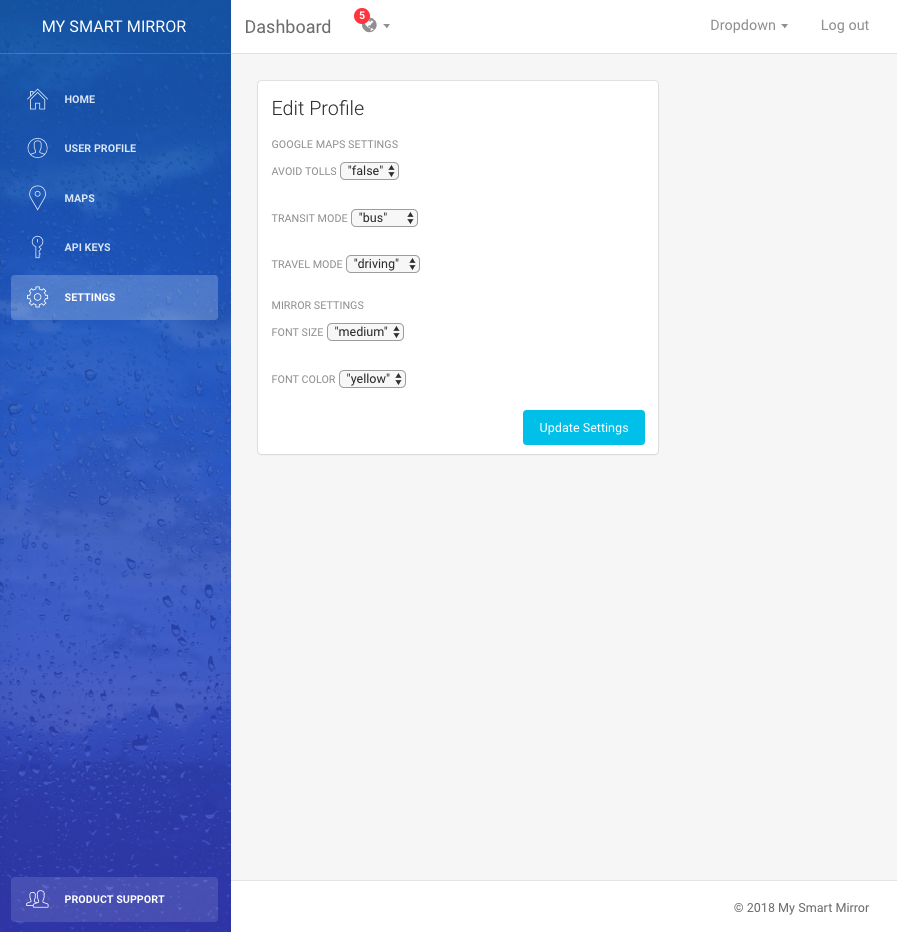 MY SMART MIRROR
Dashboard 5 Dropdown Log out
HOME
USER PROFILE
MAPS
API KEYS
SETTINGS
PRODUCT SUPPORT
Edit Profile
GOOGLE MAPS SETTINGS
AVOID TOLLS "false"
TRANSIT MODE "bus"
TRAVEL MODE "driving"
MIRROR SETTINGS
FONT SIZE "medium"
FONT COLOR "yellow"
Update Settings
© 2018 My Smart Mirror